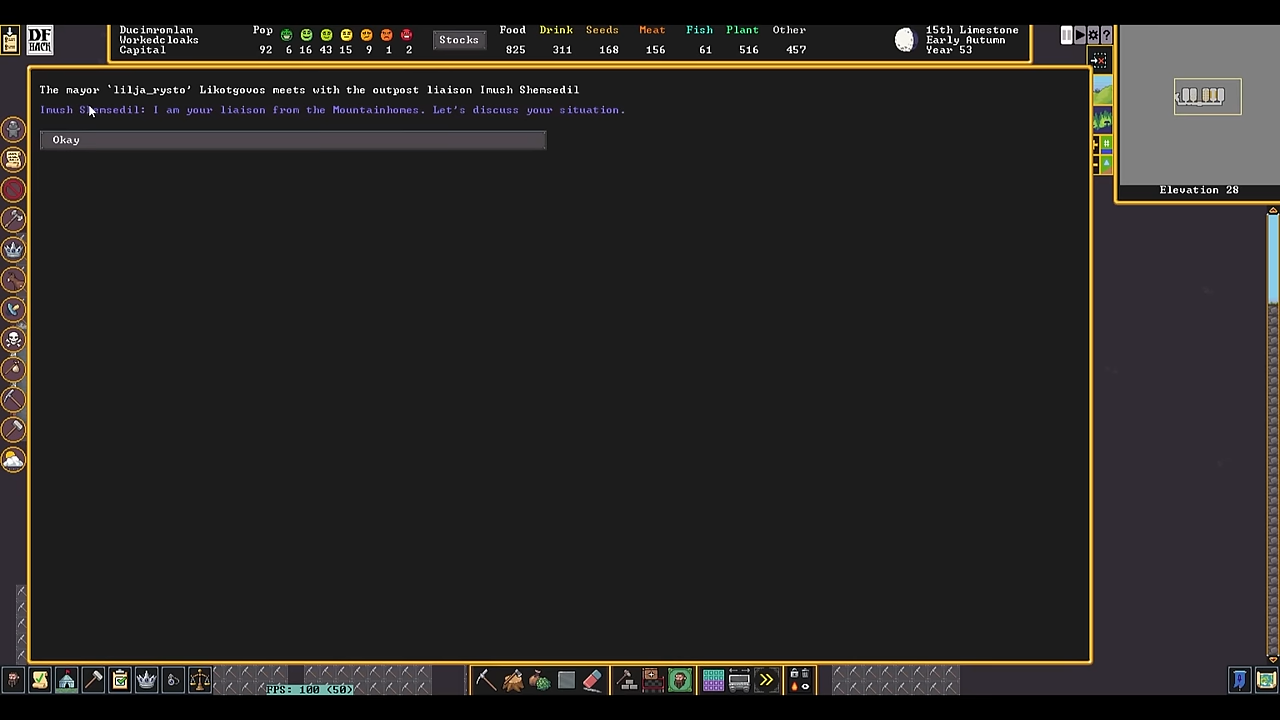 DF
HACK
Ducimromlam
Workedcloaks
Capital
Pop
92 6 16 43 15 9 1 2
Stocks
Food Drink Seeds Meat Fish Plant Other
825 311 168 156 61 516 457
15th Limestone
Early Autumn
Year 53
Elevation 28
The mayor `lilja_rysto' Likotgovos meets with the outpost liaison Imush Shemsedil
Imush Shemsedil: I am your liaison from the Mountainhomes. Let's discuss your situation.
Okay
FPS: 100 (50)